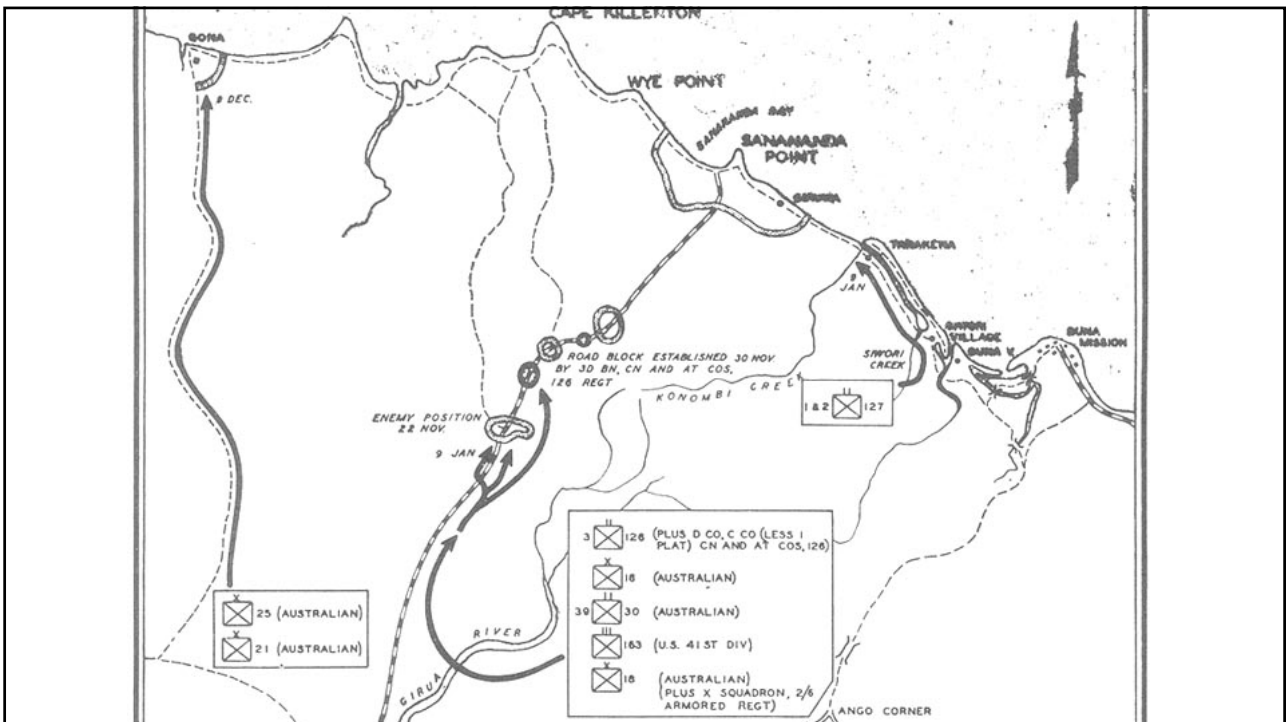 CAPE KILLERTON
GONA
WYE POINT
9 DEC.
SANANANDA BAY
SANANANDA
POINT
GIRUWA
TARAKENA
9
JAN
SIWORI
VILLAGE
BUNA
MISSION
BUNA V.
SIWORI
CREEK
ROAD BLOCK ESTABLISHED 30 NOV.
BY 3D BN, CN AND AT COS,
126 REGT
KONOMBI CREEK
1 & 2 127
ENEMY POSITION
22 NOV.
9 JAN
3 126 (PLUS D CO, C CO (LESS 1
PLAT) CN AND AT COS, 126)
X
16 (AUSTRALIAN)
39 30 (AUSTRALIAN)
163 (U.S. 41ST DIV)
X
18 (AUSTRALIAN)
(PLUS X SQUADRON, 2/6
ARMORED REGT)
X
25 (AUSTRALIAN)
X
21 (AUSTRALIAN)
GIRUA RIVER
ANGO CORNER